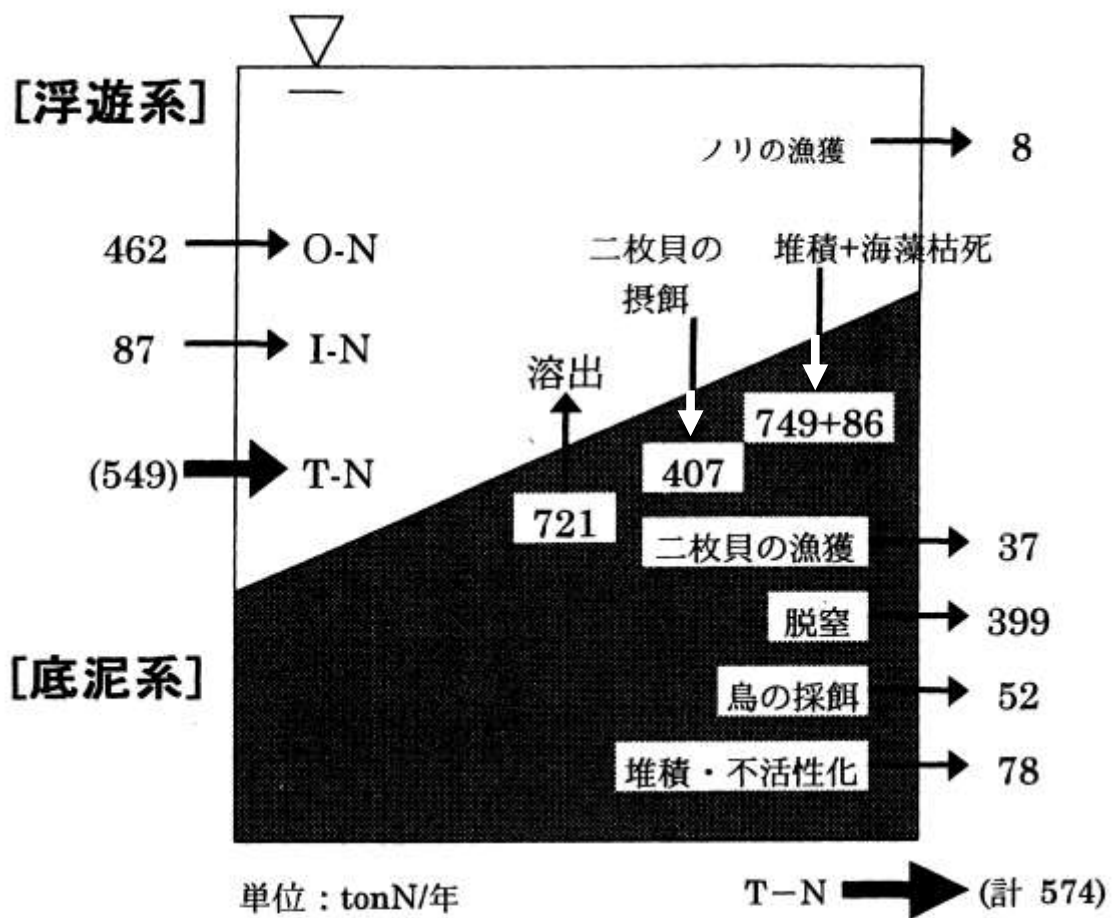 [浮遊系]
ノリの漁獲 8
462 O-N
二枚貝の
摂餌
堆積+海藻枯死
87 I-N
溶出
749+86
(549) T-N
407
721
二枚貝の漁獲 37
脱窒 399
[底泥系]
鳥の採餌 52
堆積・不活性化 78
単位：tonN/年
T−N (計 574)